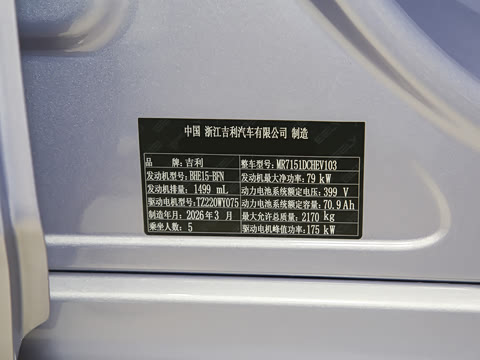 中国 浙江吉利汽车有限公司 制造
品 牌：吉利 整车型号：MR7151DCHEV103
发动机型号：BHE15-BFN 发动机最大净功率：79 kW
发动机排量：1499 mL 动力电池系统额定电压：399 V
驱动电机型号：TZ220WY075 动力电池系统额定容量：70.9Ah
制造年月：2026年3月 最大允许总质量：2170 kg
乘坐人数：5 驱动电机峰值功率：175 kW